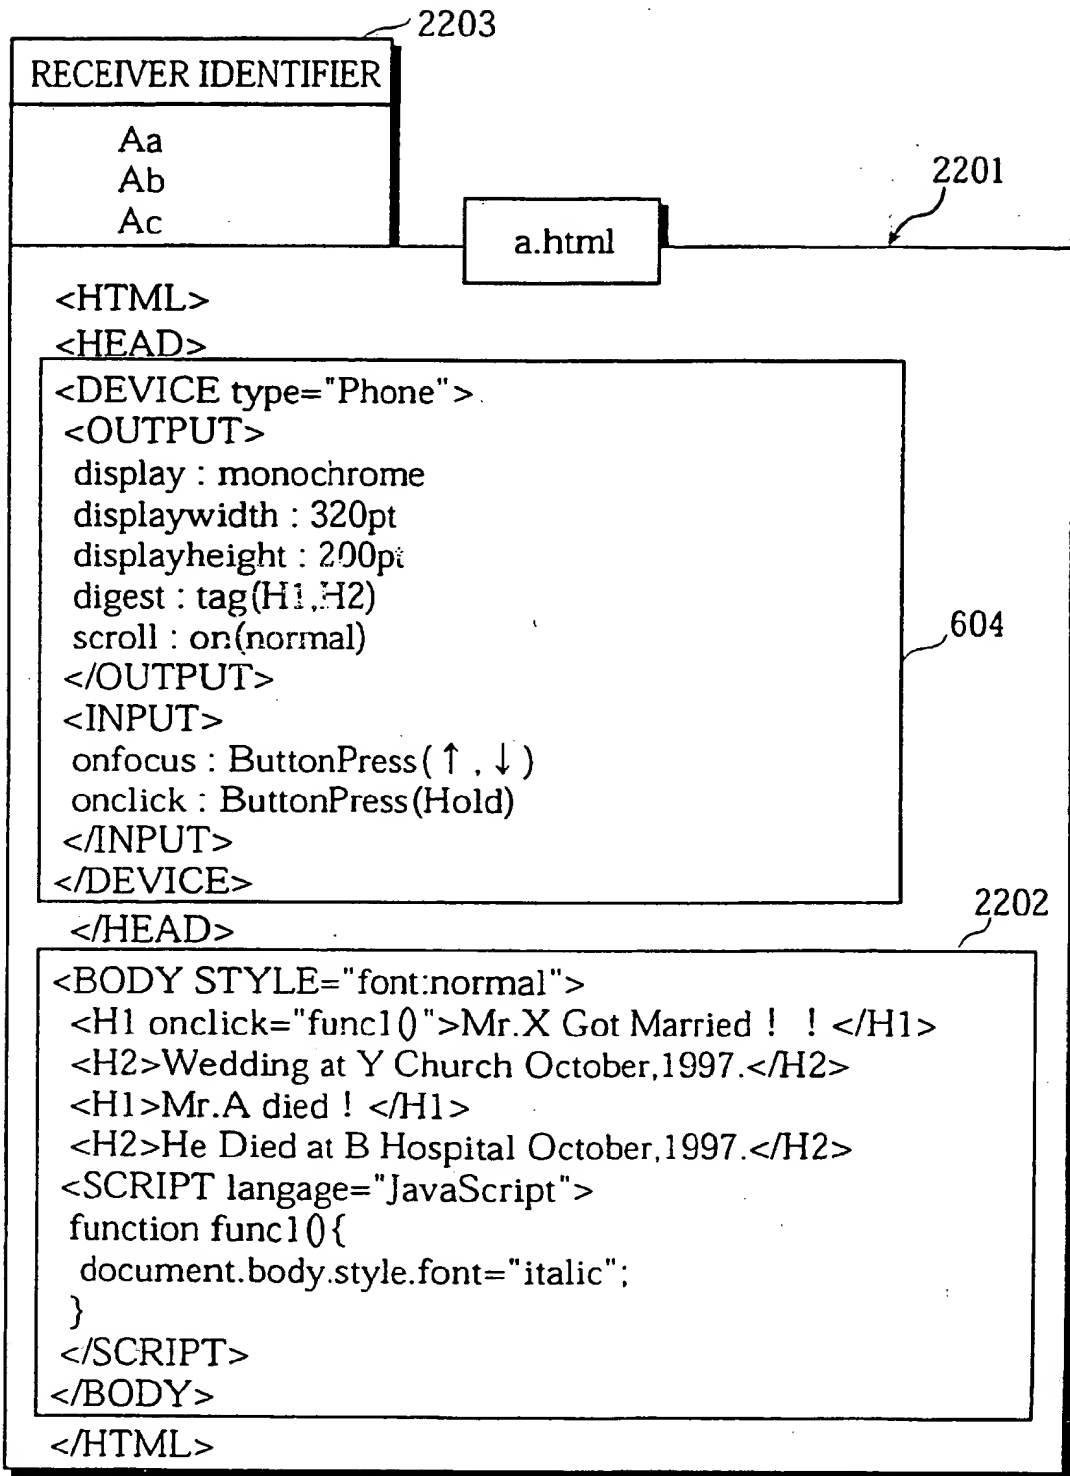 2203
RECEIVER IDENTIFIER
Aa
Ab
Ac
2201
a.html
<HTML>
<HEAD>
<DEVICE type="Phone">
<OUTPUT>
display : monochrome
displaywidth : 320pt
displayheight : 200pt
digest : tag(H1,H2)
scroll : on(normal)
</OUTPUT>
<INPUT>
onfocus : ButtonPress(↑,↓)
onclick : ButtonPress(Hold)
</INPUT>
</DEVICE>
604
</HEAD>
2202
<BODY STYLE="font:normal">
<H1 onclick="func1()">Mr.X Got Married ! ! </H1>
<H2>Wedding at Y Church October,1997.</H2>
<H1>Mr.A died ! </H1>
<H2>He Died at B Hospital October,1997.</H2>
<SCRIPT langage="JavaScript">
function func1(){
document.body.style.font="italic";
}
</SCRIPT>
</BODY>
</HTML>